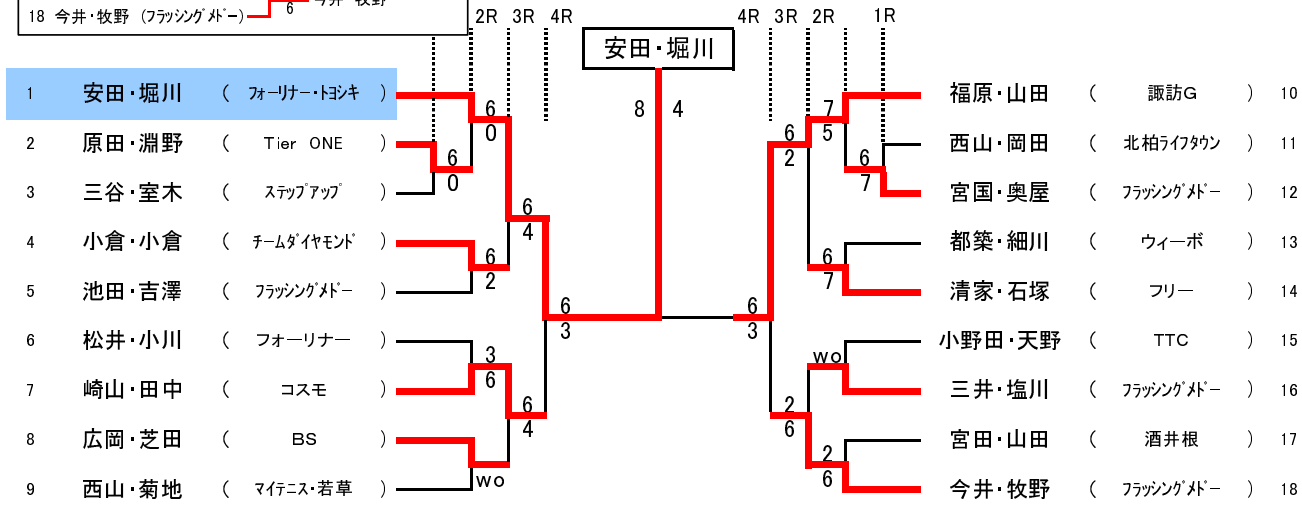 今井・牧野
18 今井・牧野 (フラッシングメドー) 6
2R 3R 4R 4R 3R 2R 1R
安田・堀川
8 4
1 安田・堀川 ( フォーリナー・トヨシキ )
6
0
2 原田・淵野 ( Tier ONE )
6
0
3 三谷・室木 ( ステップアップ )
6
4
4 小倉・小倉 ( チームダイヤモンド )
6
2
5 池田・吉澤 ( フラッシングメドー )
6
3
6 松井・小川 ( フォーリナー )
3
6
7 崎山・田中 ( コスモ )
6
4
8 広岡・芝田 ( BS )
wo
9 西山・菊地 ( マイテニス・若草 )
福原・山田 ( 諏訪G ) 10
7
5
6
2
西山・岡田 ( 北柏ライフタウン ) 11
6
7
宮国・奥屋 ( フラッシングメドー ) 12
都築・細川 ( ウィーボ ) 13
6
7
清家・石塚 ( フリー ) 14
6
3
小野田・天野 ( TTC ) 15
wo
三井・塩川 ( フラッシングメドー ) 16
2
6
宮田・山田 ( 酒井根 ) 17
2
6
今井・牧野 ( フラッシングメドー ) 18